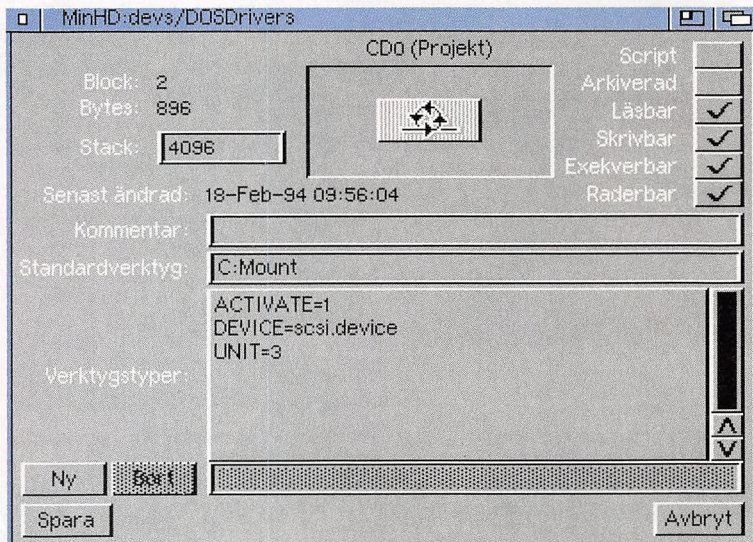 MinHD:devs/DOSDrivers
CD0 (Projekt)
Block: 2
Bytes: 896
Stack: 4096
Script
Arkiverad
Läsbar
Skrivbar
Exekverbar
Raderbar
Senast ändrad: 18-Feb-94 09:56:04
Kommentar:
Standardverktyg: C:Mount
Verktygstyper:
ACTIVATE=1
DEVICE=scsi.device
UNIT=3
Ny
Bort
Spara
Avbryt